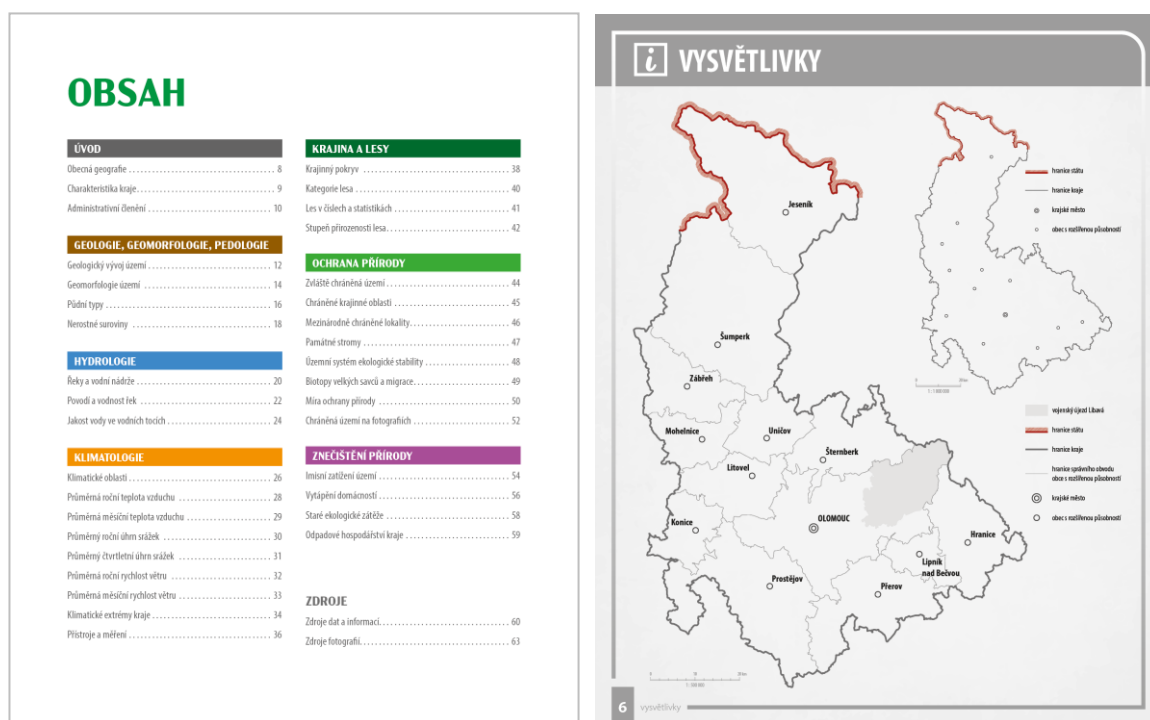 OBSAH
ÚVOD
Obecná geografie 8
Charakteristika kraje 9
Administrativní členění 10
GEOLOGIE, GEOMORFOLOGIE, PEDOLOGIE
Geologický vývoj území 12
Geomorfologie území 14
Půdní typy 16
Nerostné suroviny 18
HYDROLOGIE
Řeky a vodní nádrže 20
Povodí a vodnost řek 22
Jakost vody ve vodních tocích 24
KLIMATOLOGIE
Klimatické oblasti 26
Průměrná roční teplota vzduchu 28
Průměrná měsíční teplota vzduchu 29
Průměrný roční úhrn srážek 30
Průměrný čtvrtletní úhrn srážek 31
Průměrná roční rychlost větru 32
Průměrná měsíční rychlost větru 33
Klimatické extrémy kraje 34
Přístroje a měření 36
KRAJINA A LESY
Krajinný pokryv 38
Kategorie lesa 40
Les v číslech a statistikách 41
Stupeň přirozenosti lesa 42
OCHRANA PŘÍRODY
Zvláště chráněná území 44
Chráněné krajinné oblasti 45
Mezinárodně chráněné lokality 46
Památné stromy 47
Územní systém ekologické stability 48
Biotopy velkých savců a migrace 49
Míra ochrany přírody 50
Chráněná území na fotografiích 52
ZNEČIŠTĚNÍ PŘÍRODY
Imisní zatížení území 54
Vytápění domácností 56
Staré ekologické zátěže 58
Odpadové hospodářství kraje 59
ZDROJE
Zdroje dat a informací 60
Zdroje fotografií 63
i VYSVĚTLIVKY
Jeseník
Šumperk
Zábřeh
Mohelnice
Uničov
Šternberk
Litovel
Konice
OLOMOUC
Hranice
Lipník
nad Bečvou
Prostějov
Přerov
hranice státu
hranice kraje
krajské město
obec s rozšířenou působností
vojenský újezd Libavá
hranice státu
hranice kraje
hranice správního obvodu
obce s rozšířenou působností
krajské město
obec s rozšířenou působností
6 vysvětlivky